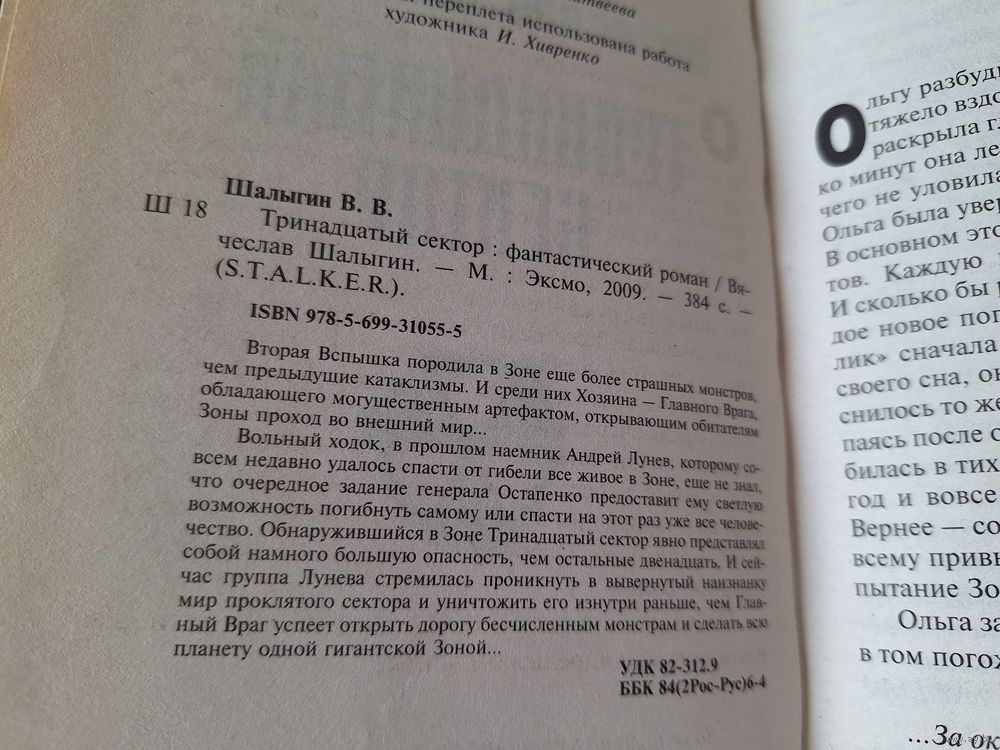 переплета использована работа
художника И. Хивренко
Шалыгин В. В.
Ш 18
Тринадцатый сектор : фантастический роман / Вя-
чеслав Шалыгин. — М. : Эксмо, 2009. — 384 с. —
(S.T.A.L.K.E.R.).
ISBN 978-5-699-31055-5
Вторая Вспышка породила в Зоне еще более страшных монстров,
чем предыдущие катаклизмы. И среди них Хозяина — Главного Врага,
обладающего могущественным артефактом, открывающим обитателям
Зоны проход во внешний мир...
Вольный ходок, в прошлом наемник Андрей Лунев, которому со-
всем недавно удалось спасти от гибели все живое в Зоне, еще не знал,
что очередное задание генерала Остапенко предоставит ему светлую
возможность погибнуть самому или спасти на этот раз уже все челове-
чество. Обнаружившийся в Зоне Тринадцатый сектор явно представлял
собой намного большую опасность, чем остальные двенадцать. И сей-
час группа Лунева стремилась проникнуть в вывернутый наизнанку
мир проклятого сектора и уничтожить его изнутри раньше, чем Глав-
ный Враг успеет открыть дорогу бесчисленным монстрам и сделать всю
планету одной гигантской Зоной...
УДК 82-312.9
ББК 84(2Рос-Рус)6-4
Ольгу разбуд
тяжело вздо
раскрыла г
ко минут она ле
чего не уловила
Ольга была увер
В основном это
тов. Каждую
И сколько бы
дое новое пог
лик» сначала
своего сна, он
снилось то же
паясь после с
билась в тих
год и вовсе
Вернее — со
всему привы
пытание Зо
Ольга за
в том погож
...За ок